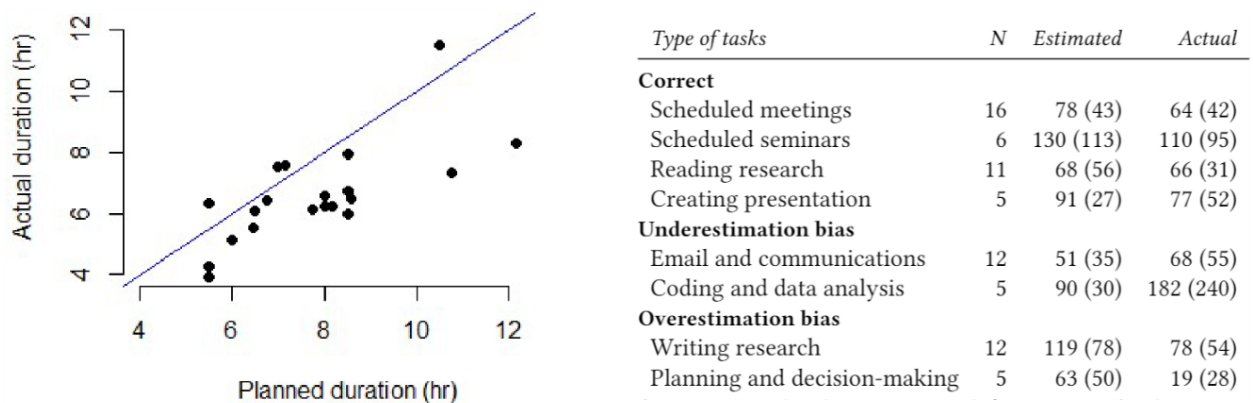 Actual duration (hr)
12
10
8
6
4
4 6 8 10 12
Planned duration (hr)
Type of tasks N Estimated Actual
Correct
Scheduled meetings 16 78 (43) 64 (42)
Scheduled seminars 6 130 (113) 110 (95)
Reading research 11 68 (56) 66 (31)
Creating presentation 5 91 (27) 77 (52)
Underestimation bias
Email and communications 12 51 (35) 68 (55)
Coding and data analysis 5 90 (30) 182 (240)
Overestimation bias
Writing research 12 119 (78) 78 (54)
Planning and decision-making 5 63 (50) 19 (28)